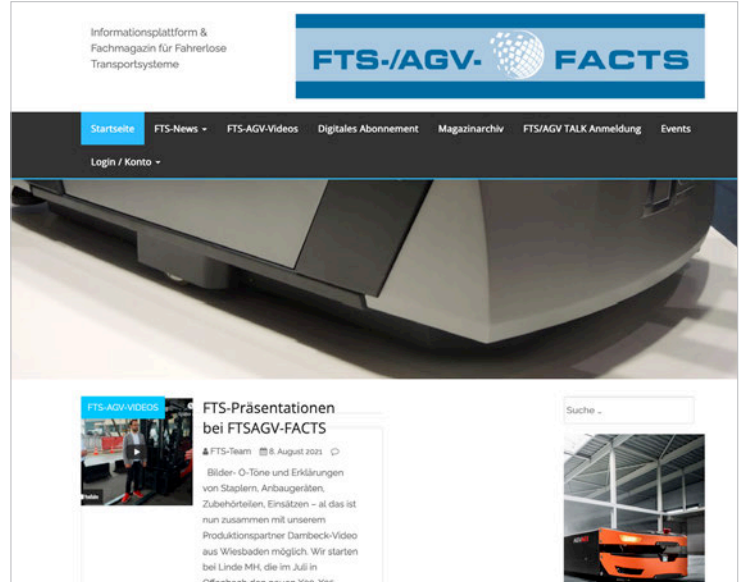 Informationsplattform &
Fachmagazin für Fahrerlose
Transportsysteme
FTS-/AGV- FACTS
Startseite FTS-News FTS-AGV-Videos Digitales Abonnement Magazinarchiv FTS/AGV TALK Anmeldung Events
Login / Konto
FTS-AGV-VIDEOS
FTS-Präsentationen
bei FTSAGV-FACTS
FTS-Team 8. August 2021
Bilder- O-Töne und Erklärungen
von Staplern, Anbaugeräten,
Zubehörteilen, Einsätzen – al das ist
nun zusammen mit unserem
Produktionspartner Dambeck-Video
aus Wiesbaden möglich. Wir starten
bei Linde MH, die im Juli in
Suche …